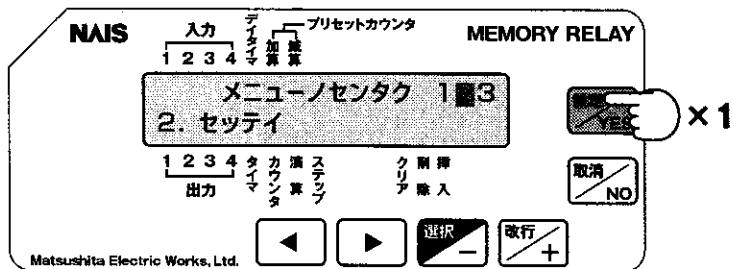 NAIS
入力
デイタイマ
加算
減算
プリセットカウンタ
MEMORY RELAY
1 2 3 4
メニューノセンタク 1 3
2. セッテイ
YES
×1
1 2 3 4
出力
タイマ
カウンタ
演算
ステップ
クリア
削除
挿入
取消/NO
選択/−
改行/+
Matsushita Electric Works, Ltd.